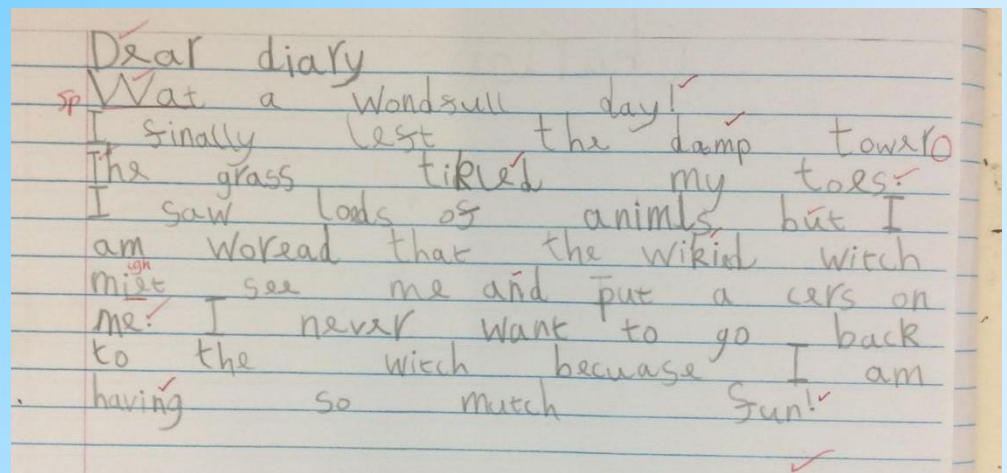 Dear diary
sp Wat a Wondfull day!
I finally left the damp tower
The grass tikled my toes.
I saw loads of animls but I
am woread that the wikid witch
igh
miet see me and put a cers on
me. I never want to go back
to the witch becuase I am
having so mutch fun!